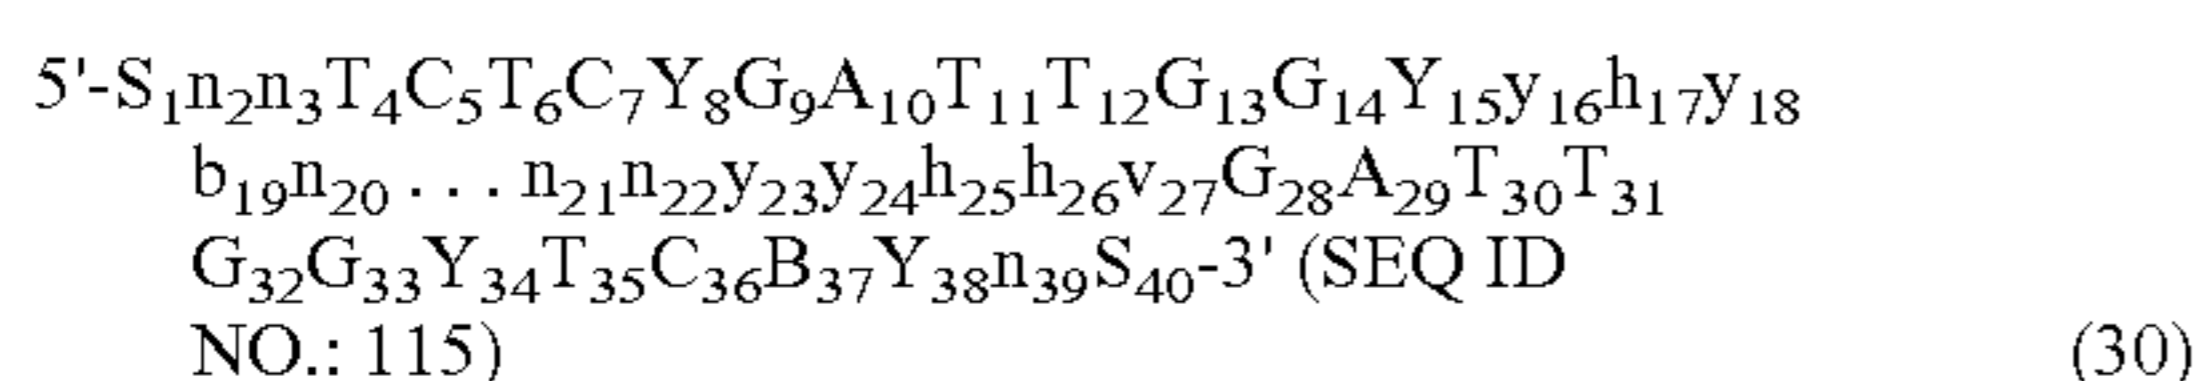 5'-S₁n₂n₃T₄C₅T₆C₇Y₈G₉A₁₀T₁₁T₁₂G₁₃G₁₄Y₁₅y₁₆h₁₇y₁₈
b₁₉n₂₀ . . . n₂₁n₂₂y₂₃y₂₄h₂₅h₂₆v₂₇G₂₈A₂₉T₃₀T₃₁
G₃₂G₃₃Y₃₄T₃₅C₃₆B₃₇Y₃₈n₃₉S₄₀-3' (SEQ ID
NO.: 115) (30)